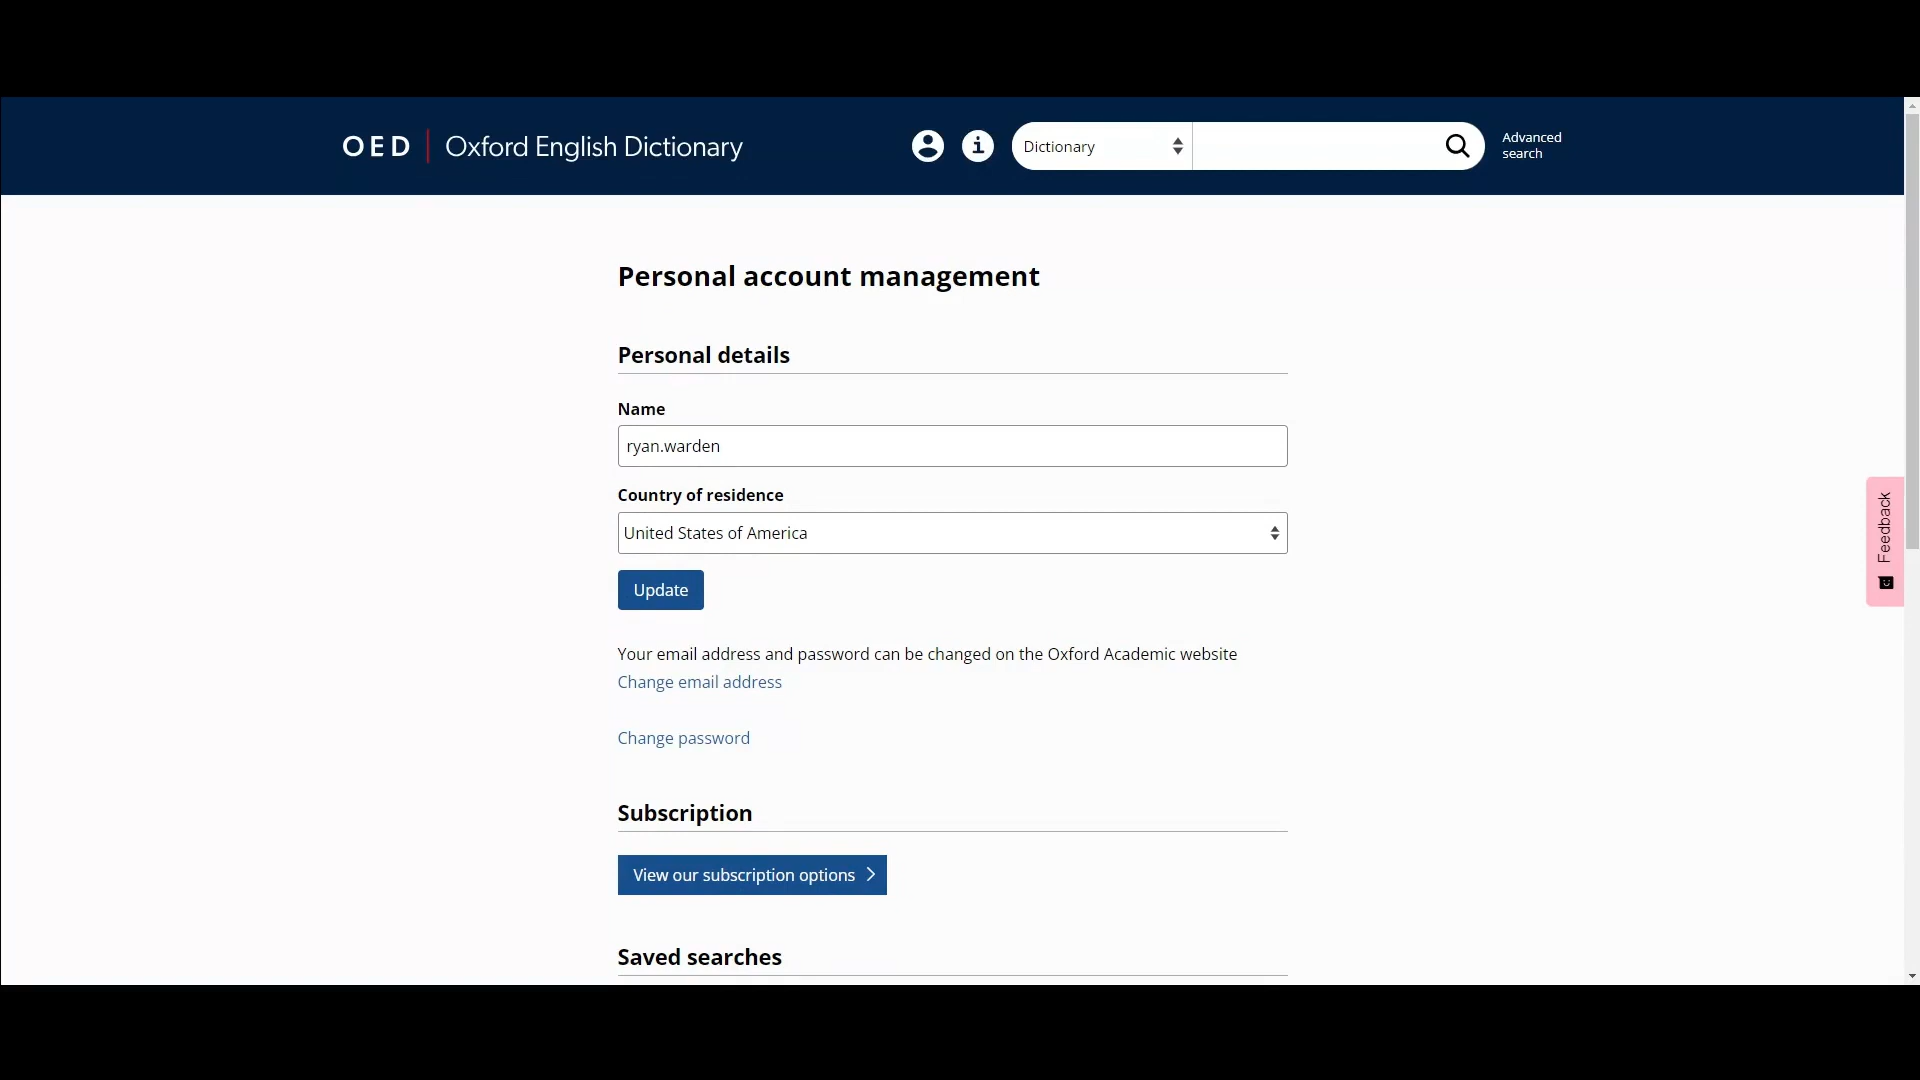 OED | Oxford English Dictionary
Dictionary
Advanced
search
Personal account management
Personal details
Name
ryan.warden
Country of residence
United States of America
Update
Your email address and password can be changed on the Oxford Academic website
Change email address
Change password
Subscription
View our subscription options
Saved searches
Feedback